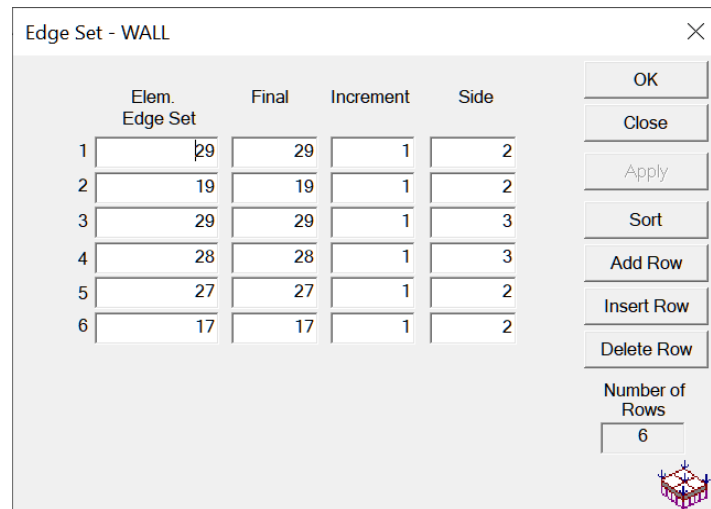 Edge Set - WALL
Elem. Edge Set Final Increment Side
1 29 29 1 2
2 19 19 1 2
3 29 29 1 3
4 28 28 1 3
5 27 27 1 2
6 17 17 1 2
OK
Close
Apply
Sort
Add Row
Insert Row
Delete Row
Number of
Rows
6